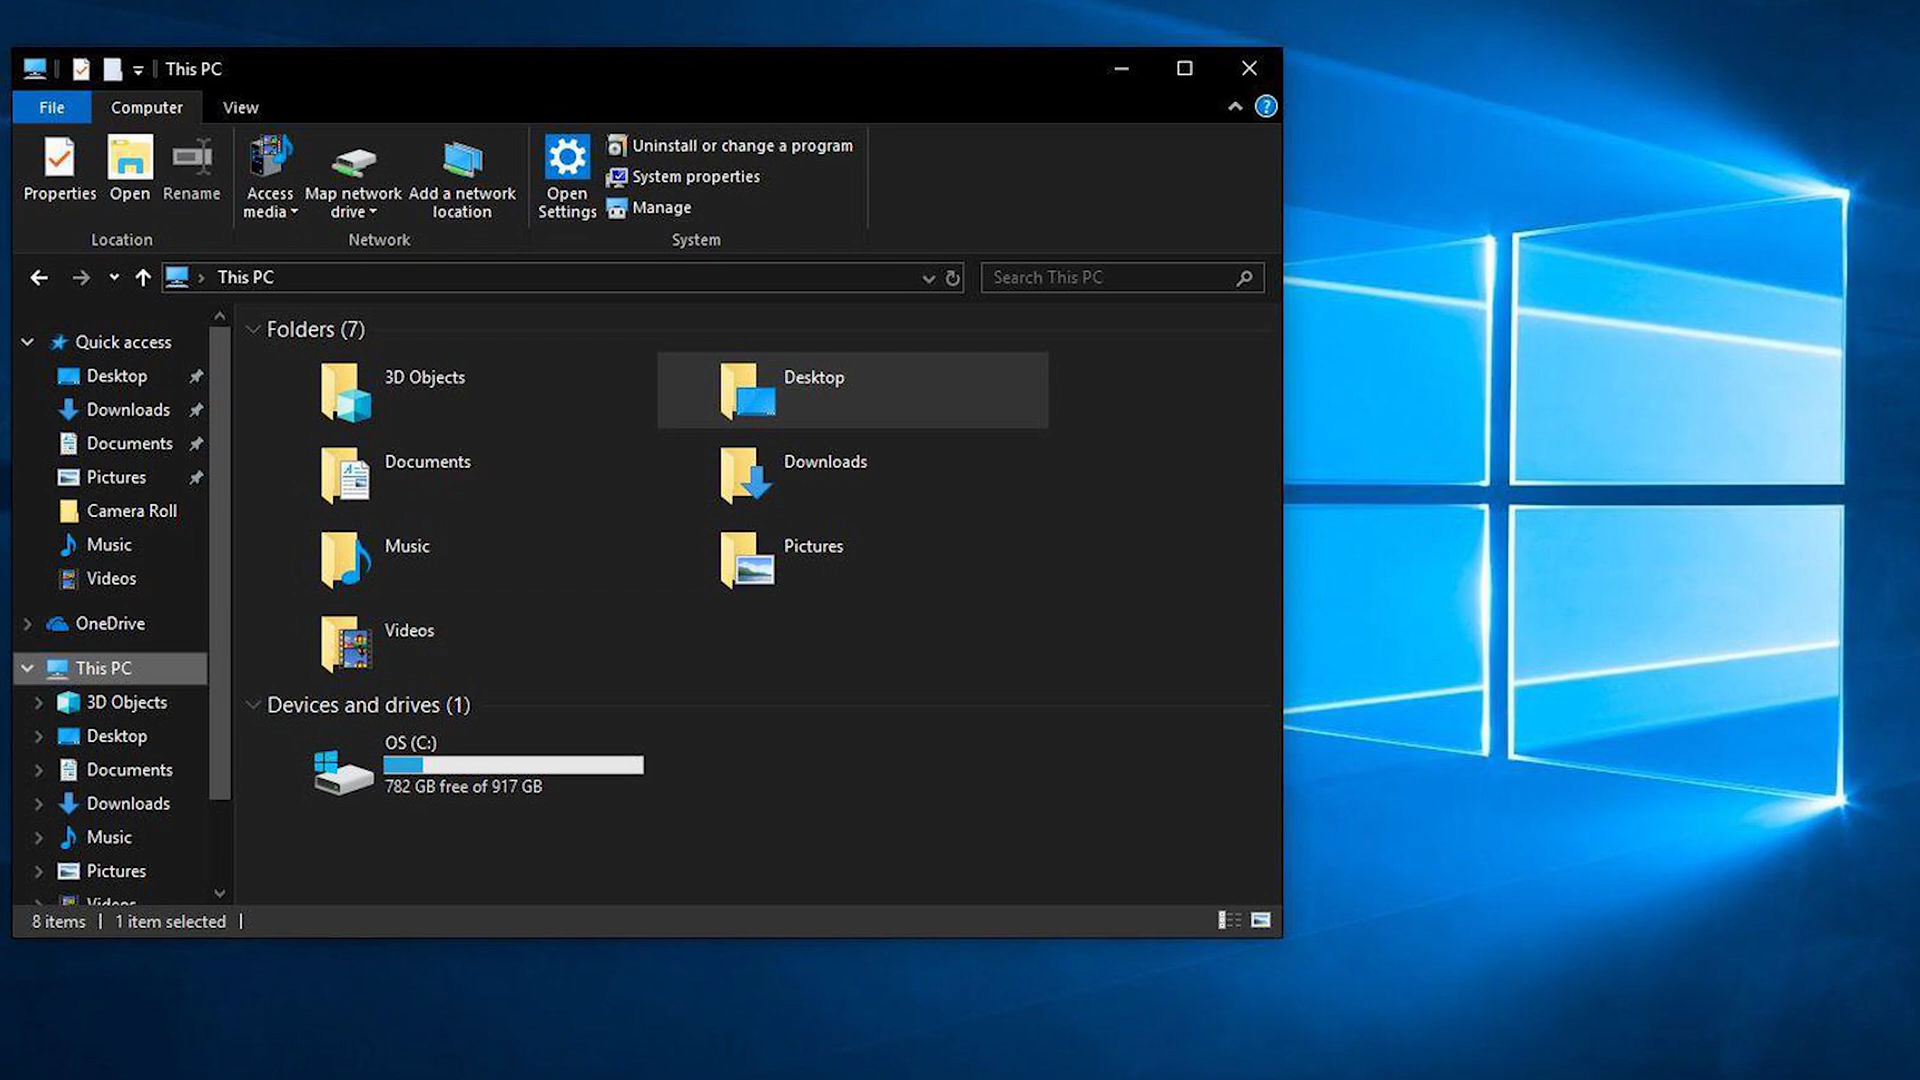 This PC
File Computer View
Properties Open Rename
Access media
Map network drive
Add a network location
Open Settings
Uninstall or change a program
System properties
Manage
Location Network System
This PC
Search This PC
Quick access
Desktop
Downloads
Documents
Pictures
Camera Roll
Music
Videos
OneDrive
This PC
3D Objects
Desktop
Documents
Downloads
Music
Pictures
Videos
Folders (7)
3D Objects
Desktop
Documents
Downloads
Music
Pictures
Videos
Devices and drives (1)
OS (C:)
782 GB free of 917 GB
8 items | 1 item selected |